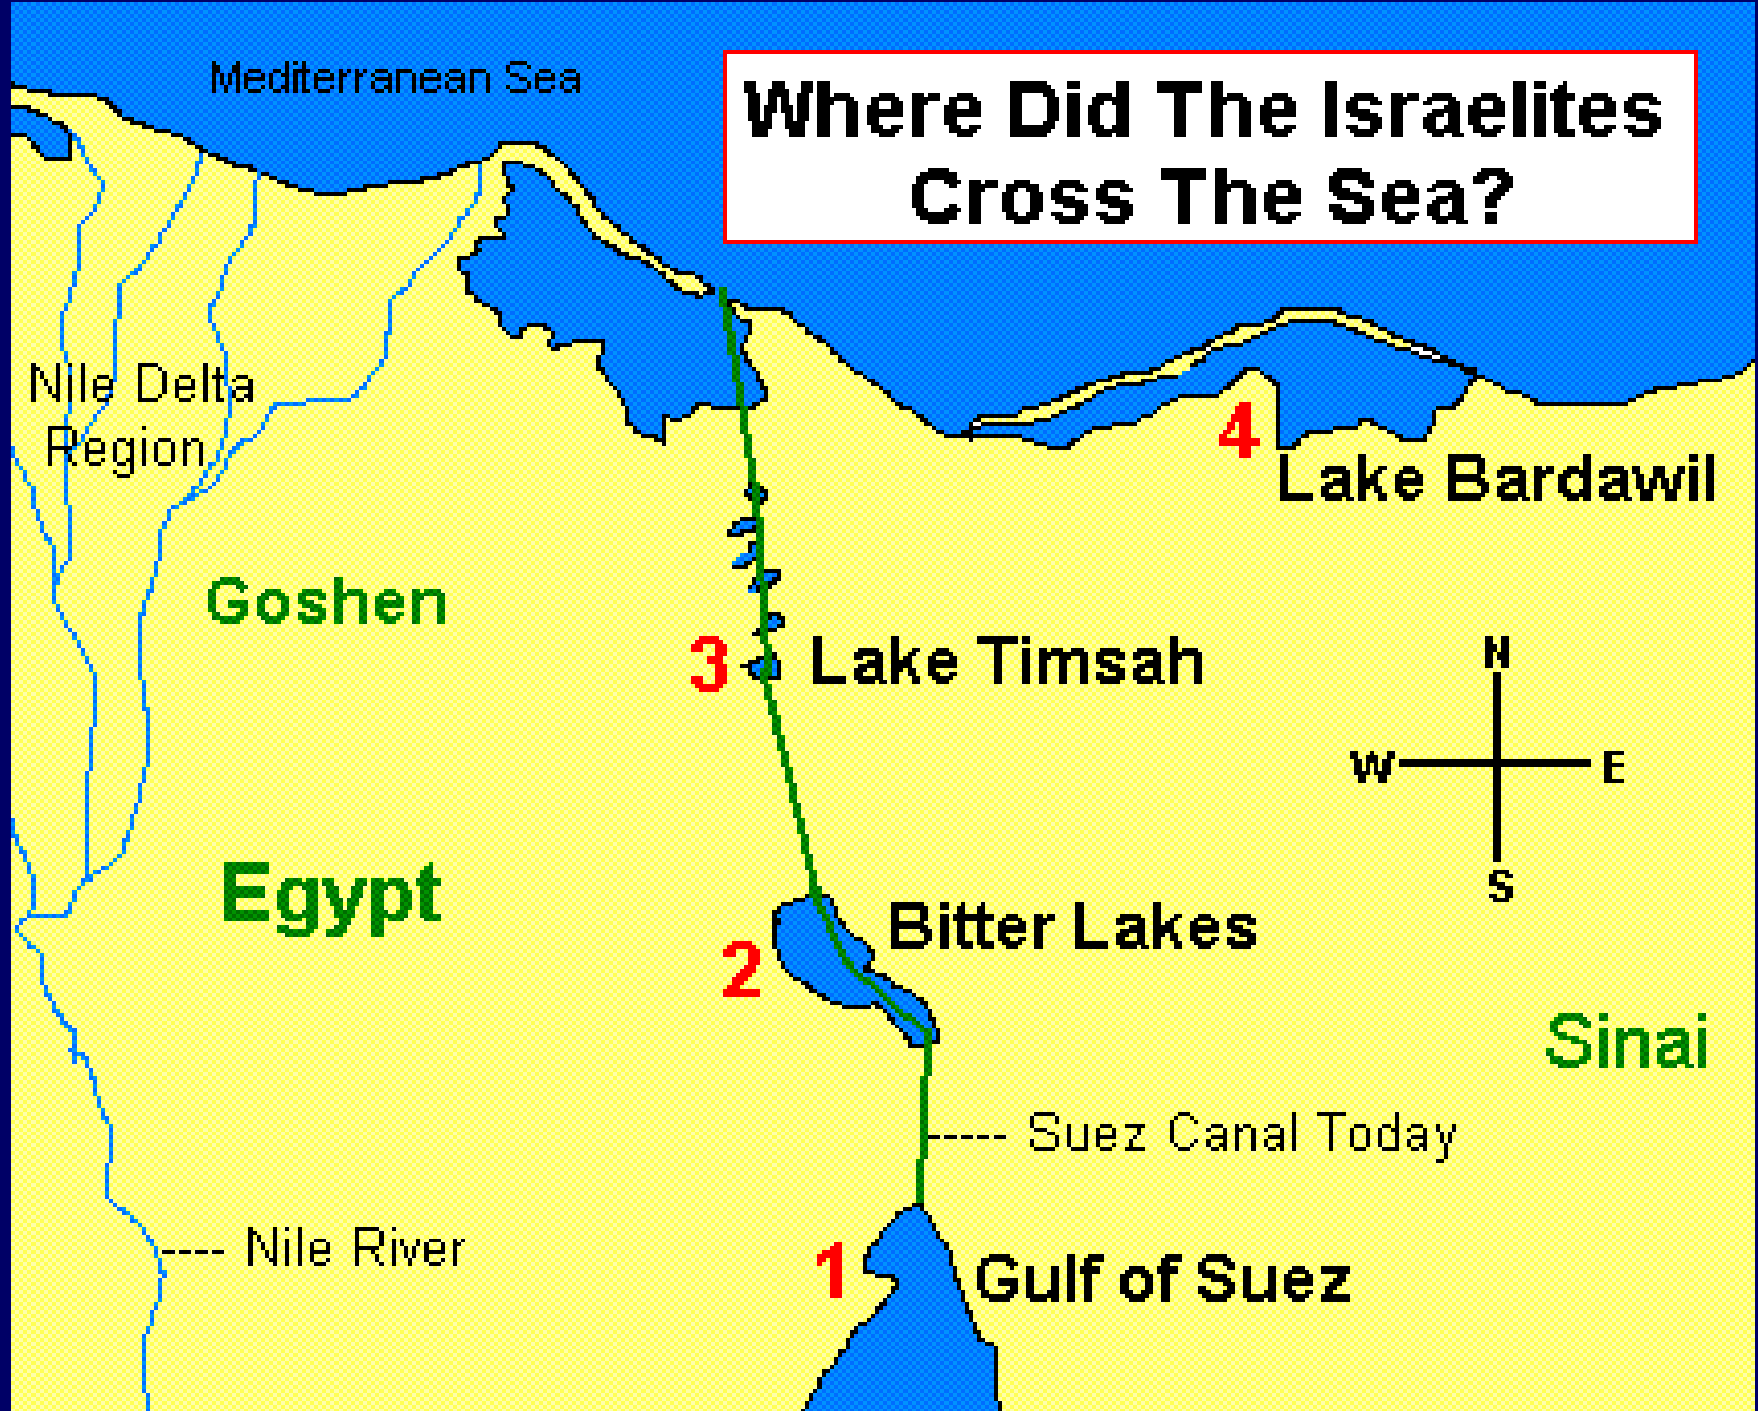 Mediterranean Sea
Where Did The Israelites
Cross The Sea?
Nile Delta
Region
4
Lake Bardawil
Goshen
3
Lake Timsah
N
W
E
S
Egypt
2
Bitter Lakes
Sinai
Suez Canal Today
Nile River
1
Gulf of Suez